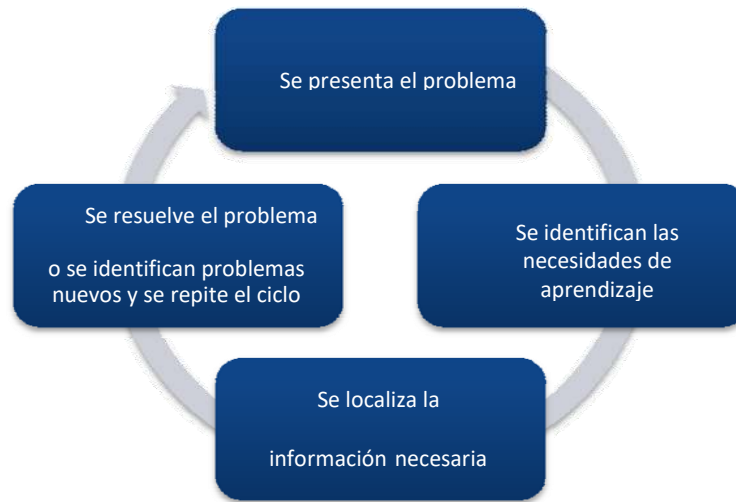 Se presenta el problema
Se identifican las
necesidades de
aprendizaje
Se localiza la
información necesaria
Se resuelve el problema
o se identifican problemas
nuevos y se repite el ciclo